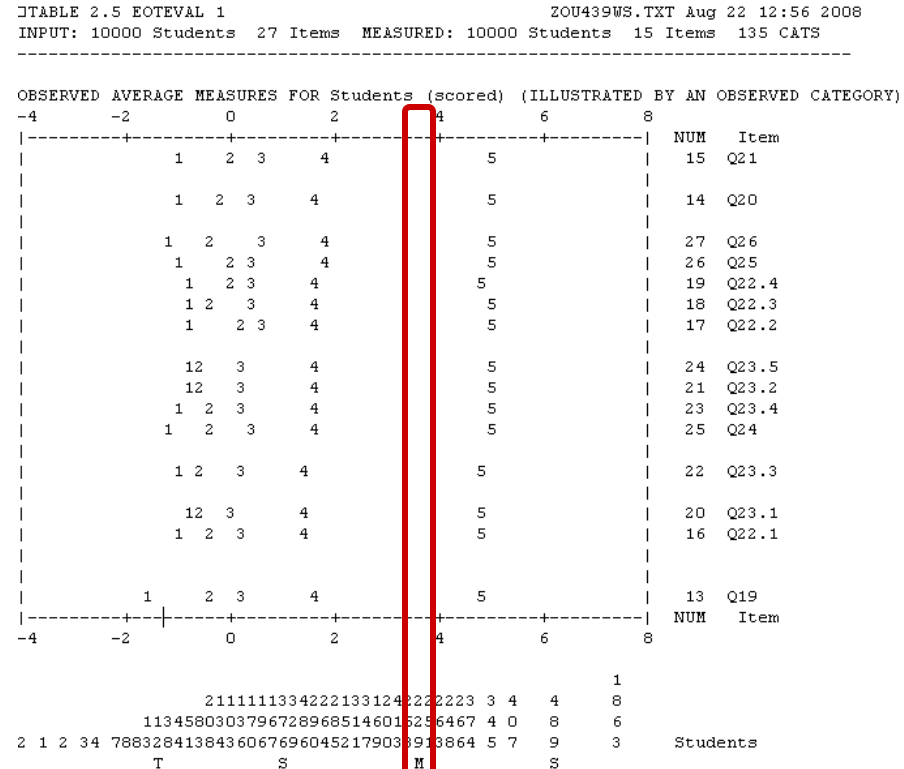 TABLE 2.5 EOTEVAL 1 ZOU439WS.TXT Aug 22 12:56 2008
INPUT: 10000 Students 27 Items MEASURED: 10000 Students 15 Items 135 CATS
--------------------------------------------------------------------------------
OBSERVED AVERAGE MEASURES FOR Students (scored) (ILLUSTRATED BY AN OBSERVED CATEGORY)
-4 -2 0 2 4 6 8
|---------+---------+---------+---------+---------+---------| NUM Item
| 1 2 3 4 5 | 15 Q21
| |
| 1 2 3 4 5 | 14 Q20
| |
| 1 2 3 4 5 | 27 Q26
| 1 2 3 4 5 | 26 Q25
| 1 2 3 4 5 | 19 Q22.4
| 1 2 3 4 5 | 18 Q22.3
| 1 2 3 4 5 | 17 Q22.2
| |
| 12 3 4 5 | 24 Q23.5
| 12 3 4 5 | 21 Q23.2
| 1 2 3 4 5 | 23 Q23.4
| 1 2 3 4 5 | 25 Q24
| |
| 1 2 3 4 5 | 22 Q23.3
| |
| 12 3 4 5 | 20 Q23.1
| 1 2 3 4 5 | 16 Q22.1
| |
| |
| 1 2 3 4 5 | 13 Q19
|---------+---------+---------+---------+---------+---------| NUM Item
-4 -2 0 2 4 6 8
1
21111113342221331242222223 3 4 4 8
11345803037967289685146015256467 4 0 8 6
2 1 2 34 78832841384360676960452179033913864 5 7 9 3 Students
T S M S